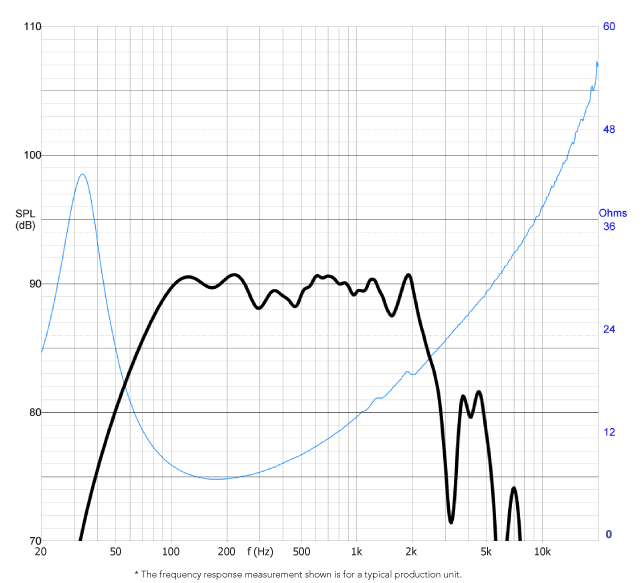 110 60
100 48
SPL Ohms
(dB) 36
90
24
80 12
70 0
20 50 100 200 f (Hz) 500 1k 2k 5k 10k
* The frequency response measurement shown is for a typical production unit.